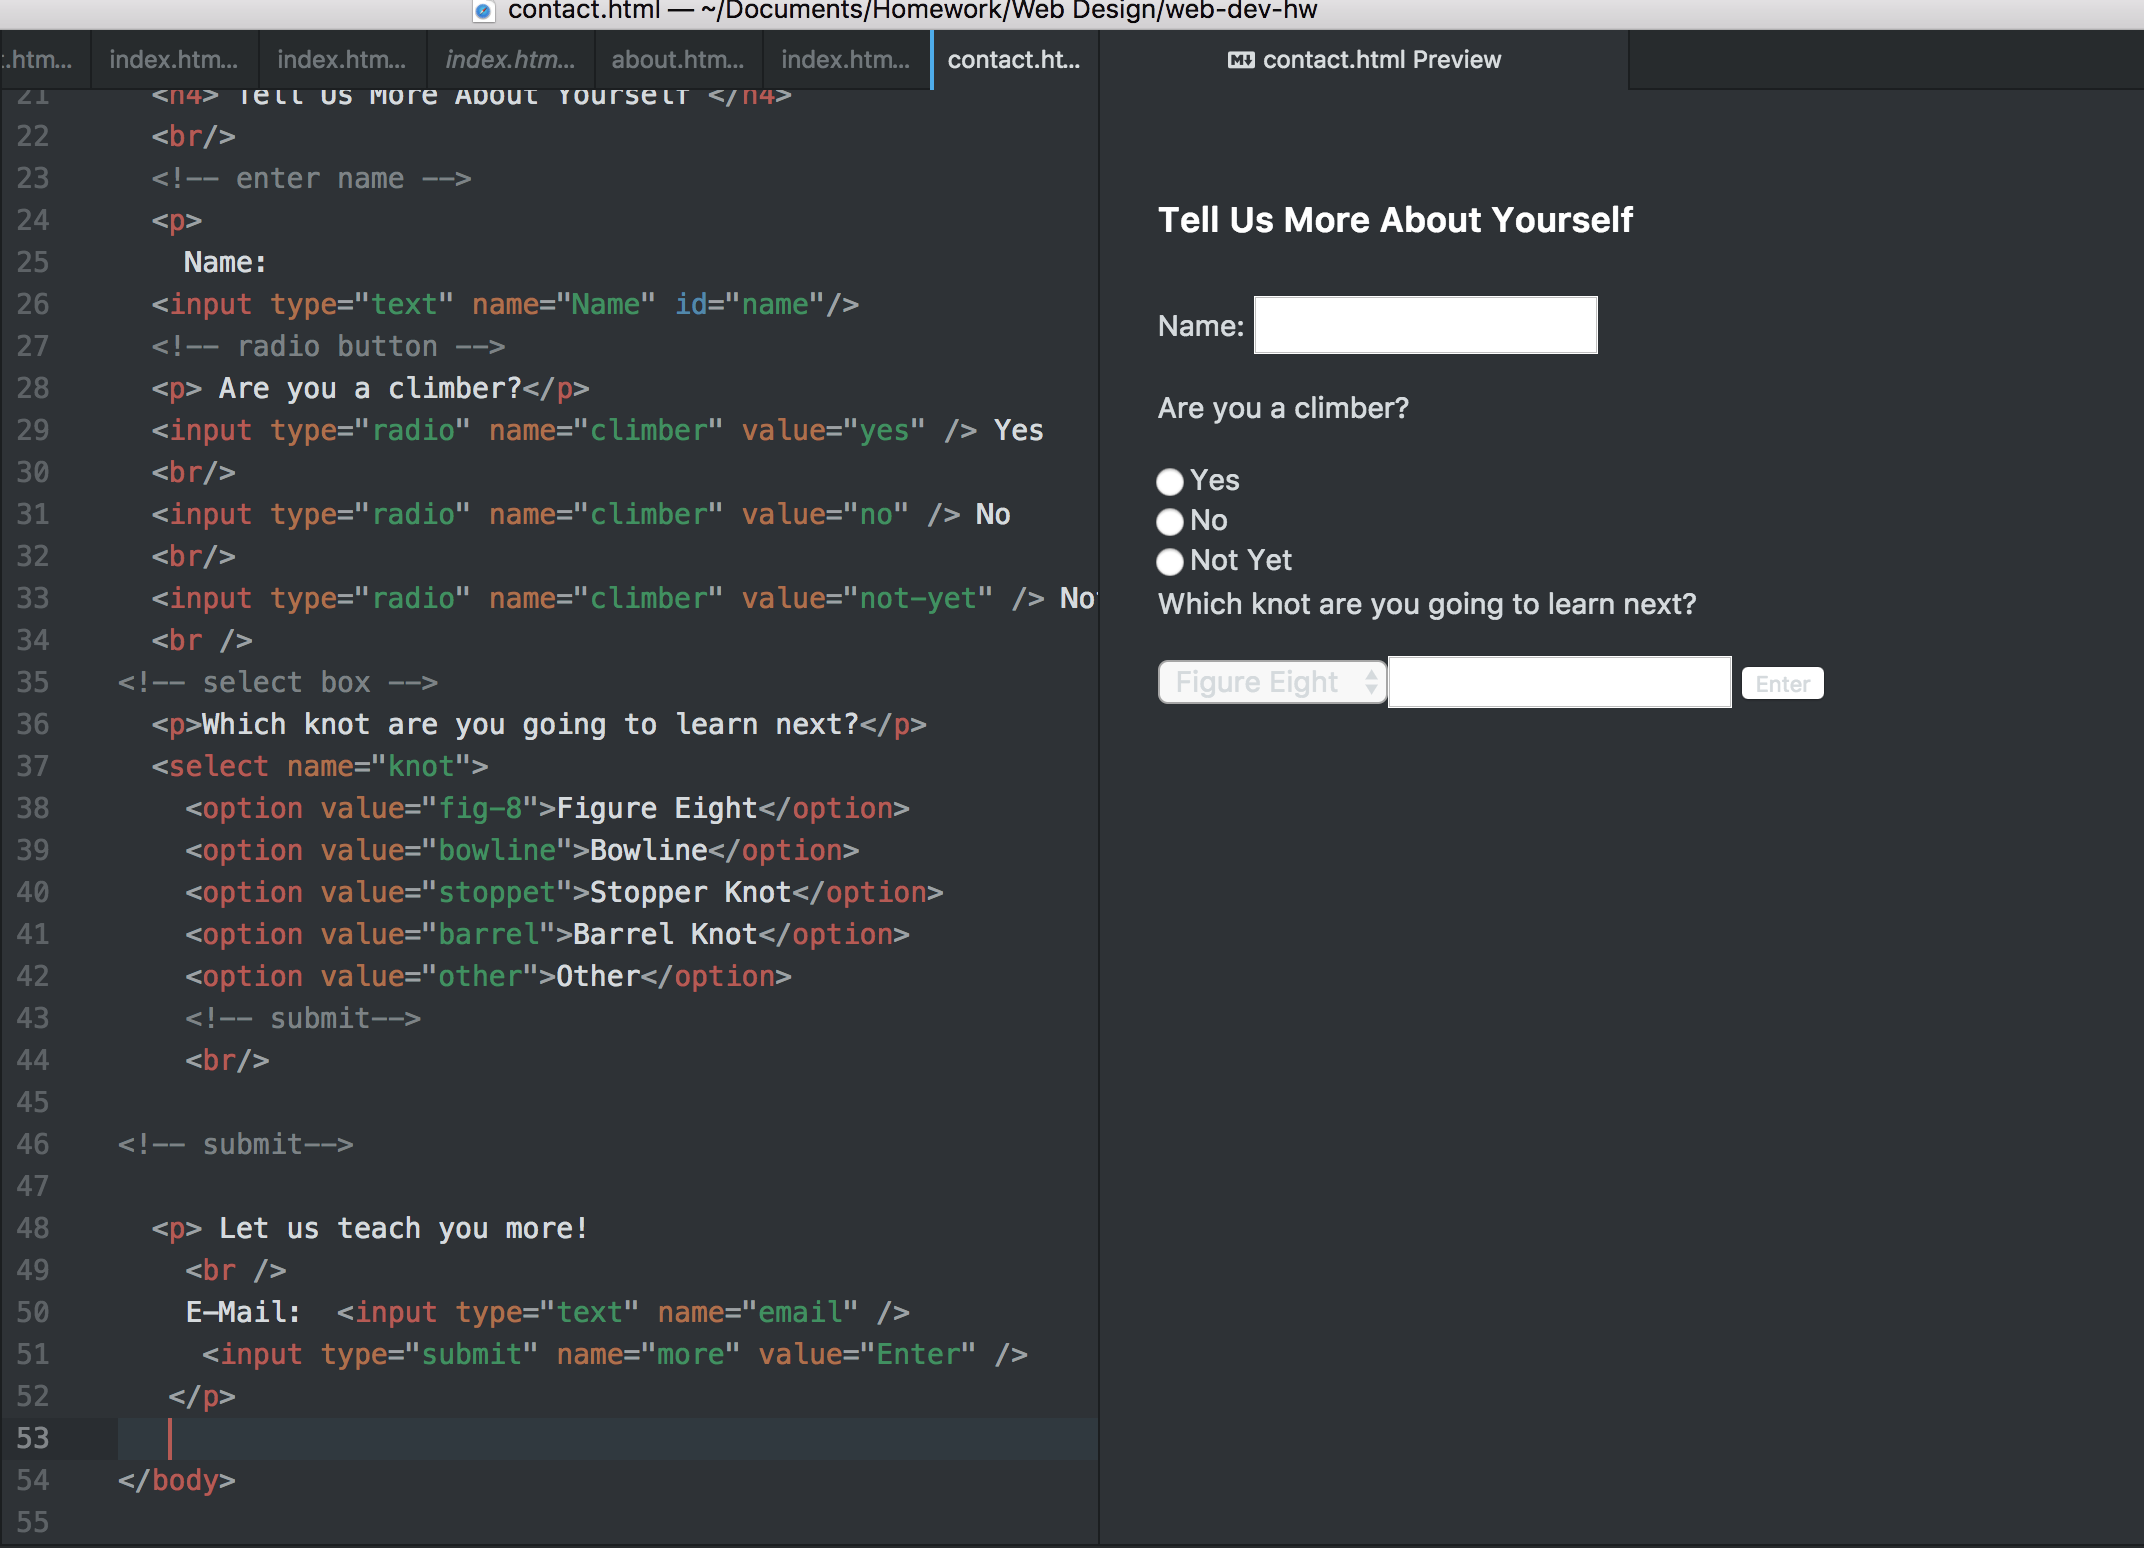 contact.html — ~/Documents/Homework/Web Design/web-dev-hw
t.htm... index.htm... index.htm... index.htm... about.htm... index.htm... contact.ht... contact.html Preview
21 <h4> Tell Us More About Yourself </h4>
22 <br/>
23 <!-- enter name -->
24 <p>
25 Name:
26 <input type="text" name="Name" id="name"/>
27 <!-- radio button -->
28 <p> Are you a climber?</p>
29 <input type="radio" name="climber" value="yes" /> Yes
30 <br/>
31 <input type="radio" name="climber" value="no" /> No
32 <br/>
33 <input type="radio" name="climber" value="not-yet" /> Not
34 <br />
35 <!-- select box -->
36 <p>Which knot are you going to learn next?</p>
37 <select name="knot">
38 <option value="fig-8">Figure Eight</option>
39 <option value="bowline">Bowline</option>
40 <option value="stoppet">Stopper Knot</option>
41 <option value="barrel">Barrel Knot</option>
42 <option value="other">Other</option>
43 <!-- submit-->
44 <br/>
45
46 <!-- submit-->
47
48 <p> Let us teach you more!
49 <br />
50 E-Mail:  <input type="text" name="email" />
51 <input type="submit" name="more" value="Enter" />
52 </p>
53
54 </body>
55
Tell Us More About Yourself
Name:
Are you a climber?
Yes
No
Not Yet
Which knot are you going to learn next?
Figure Eight Enter